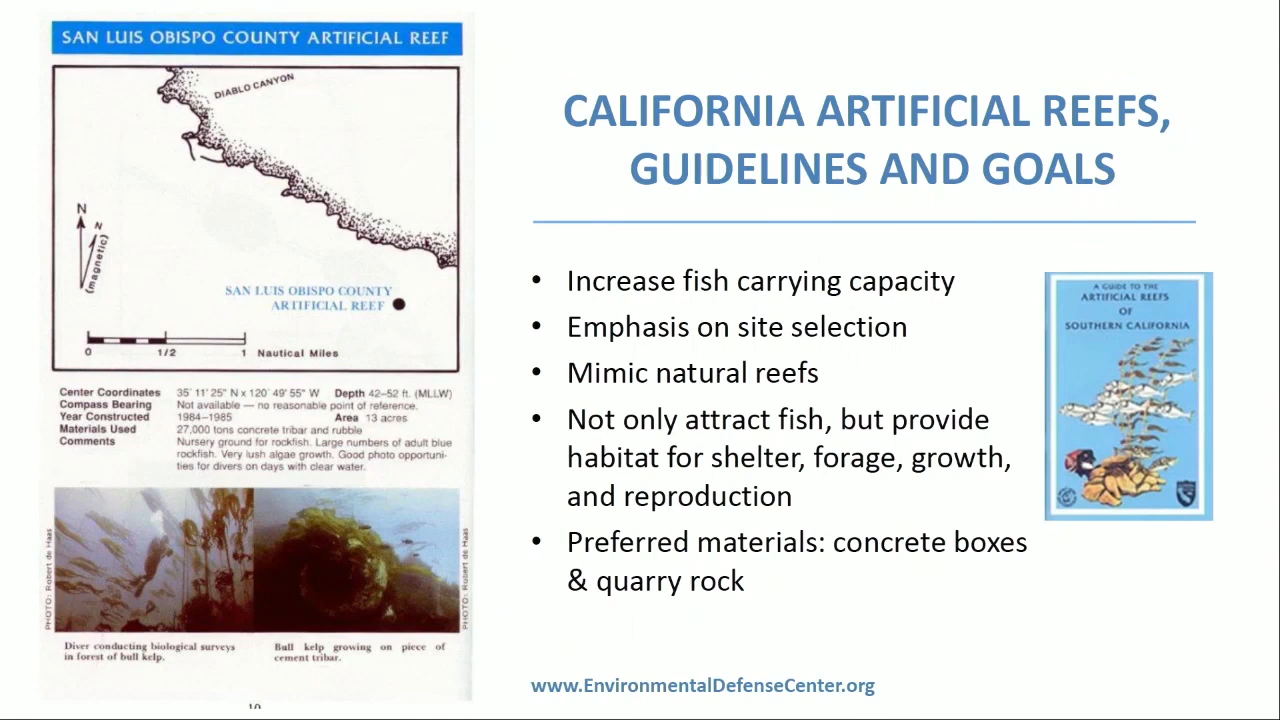 SAN LUIS OBISPO COUNTY ARTIFICIAL REEF
DIABLO CANYON
N
N
(magnetic)
SAN LUIS OBISPO COUNTY
ARTIFICIAL REEF
0 1/2 1 Nautical Miles
Center Coordinates 35° 11' 25" N x 120° 49' 55" W Depth 42–52 ft. (MLLW)
Compass Bearing Not available — no reasonable point of reference.
Year Constructed 1984–1985 Area 13 acres
Materials Used 27,000 tons concrete tribar and rubble
Comments Nursery ground for rockfish. Large numbers of adult blue
rockfish. Very lush algae growth. Good photo opportuni-
ties for divers on days with clear water.
PHOTO: Robert de Haas
PHOTO: Robert de Haas
Diver conducting biological surveys
in forest of bull kelp.
Bull kelp growing on piece of
cement tribar.
10
CALIFORNIA ARTIFICIAL REEFS,
GUIDELINES AND GOALS
• Increase fish carrying capacity
• Emphasis on site selection
• Mimic natural reefs
• Not only attract fish, but provide
habitat for shelter, forage, growth,
and reproduction
• Preferred materials: concrete boxes
& quarry rock
A GUIDE TO THE
ARTIFICIAL REEFS
OF
SOUTHERN CALIFORNIA
www.EnvironmentalDefenseCenter.org